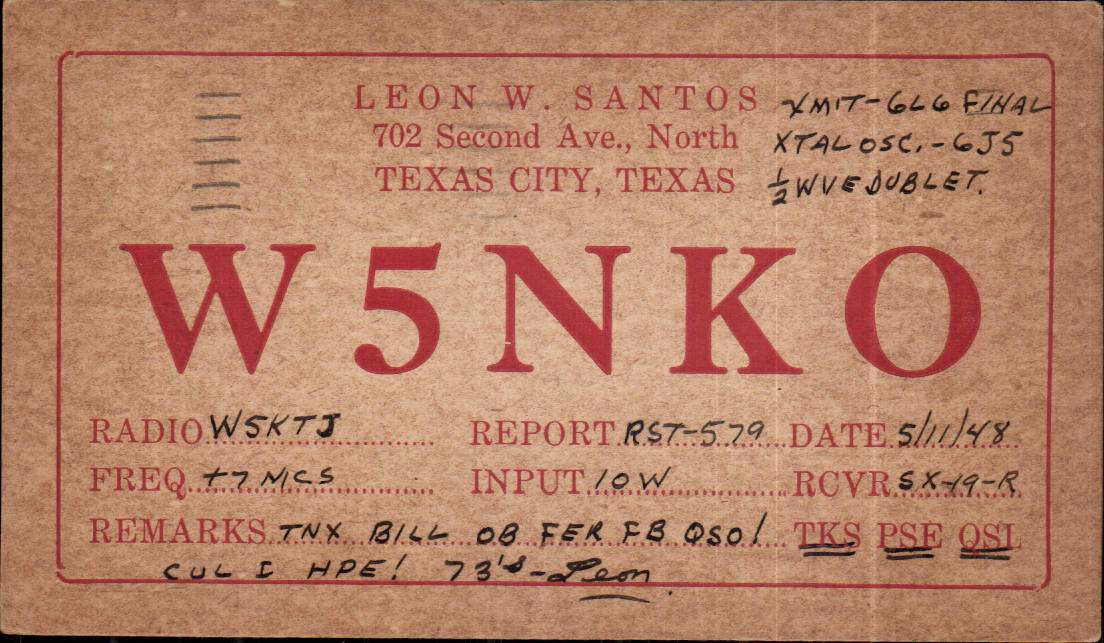 LEON W. SANTOS
702 Second Ave., North
TEXAS CITY, TEXAS
XMIT-6L6 FINAL
XTAL OSC.-6J5
1/2 WVE DUBLET.
W5NKO
RADIO W5KTJ REPORT RST-579 DATE 5/11/48
FREQ +7 MCS INPUT 10W RCVR SX-19-R
REMARKS TNX BILL OB FER FB QSO! TKS PSE QSL
CUL I HPE! 73's-Leon